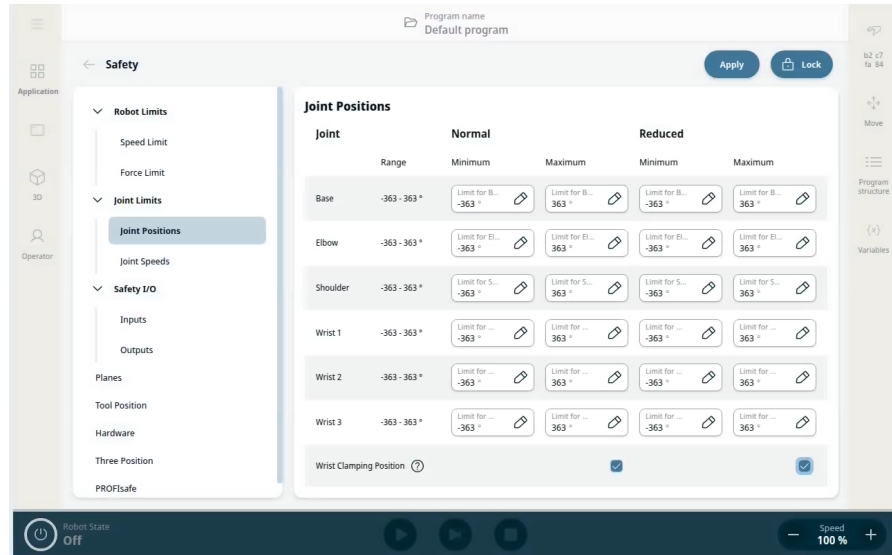 Program name
Default program
Safety
Apply
Lock
b2 c7
fa 84
Application
3D
Operator
Move
Program
structure
{x}
Variables
Robot Limits
Speed Limit
Force Limit
Joint Limits
Joint Positions
Joint Speeds
Safety I/O
Inputs
Outputs
Planes
Tool Position
Hardware
Three Position
PROFIsafe
Joint Positions
Joint Normal Reduced
Range Minimum Maximum Minimum Maximum
Limit for B... Limit for B... Limit for B... Limit for B...
Base -363 - 363 ° -363 ° 363 ° -363 ° 363 °
Limit for El... Limit for El... Limit for El... Limit for El...
Elbow -363 - 363 ° -363 ° 363 ° -363 ° 363 °
Limit for S... Limit for S... Limit for S... Limit for S...
Shoulder -363 - 363 ° -363 ° 363 ° -363 ° 363 °
Limit for ... Limit for ... Limit for ... Limit for ...
Wrist 1 -363 - 363 ° -363 ° 363 ° -363 ° 363 °
Limit for ... Limit for ... Limit for ... Limit for ...
Wrist 2 -363 - 363 ° -363 ° 363 ° -363 ° 363 °
Limit for ... Limit for ... Limit for ... Limit for ...
Wrist 3 -363 - 363 ° -363 ° 363 ° -363 ° 363 °
Wrist Clamping Position ?
Robot State
Off
Speed
− 100 % +